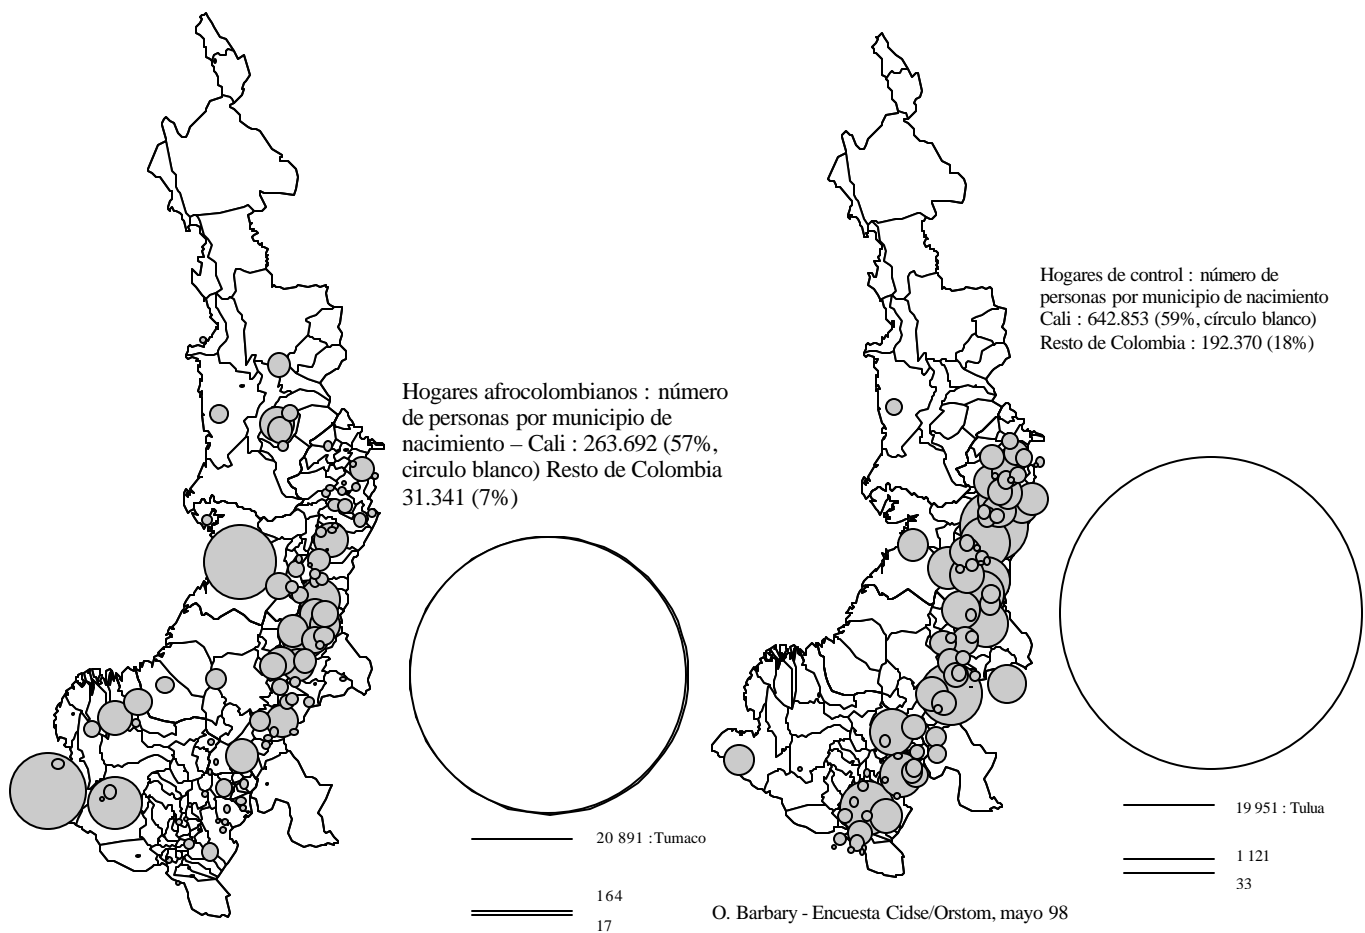 Hogares de control : número de
personas por municipio de nacimiento
Cali : 642.853 (59%, círculo blanco)
Resto de Colombia : 192.370 (18%)
Hogares afrocolombianos : número
de personas por municipio de
nacimiento – Cali : 263.692 (57%,
circulo blanco) Resto de Colombia
31.341 (7%)
20 891 : Tumaco
164
17
19 951 : Tulua
1 121
33
O. Barbary - Encuesta Cidse/Orstom, mayo 98